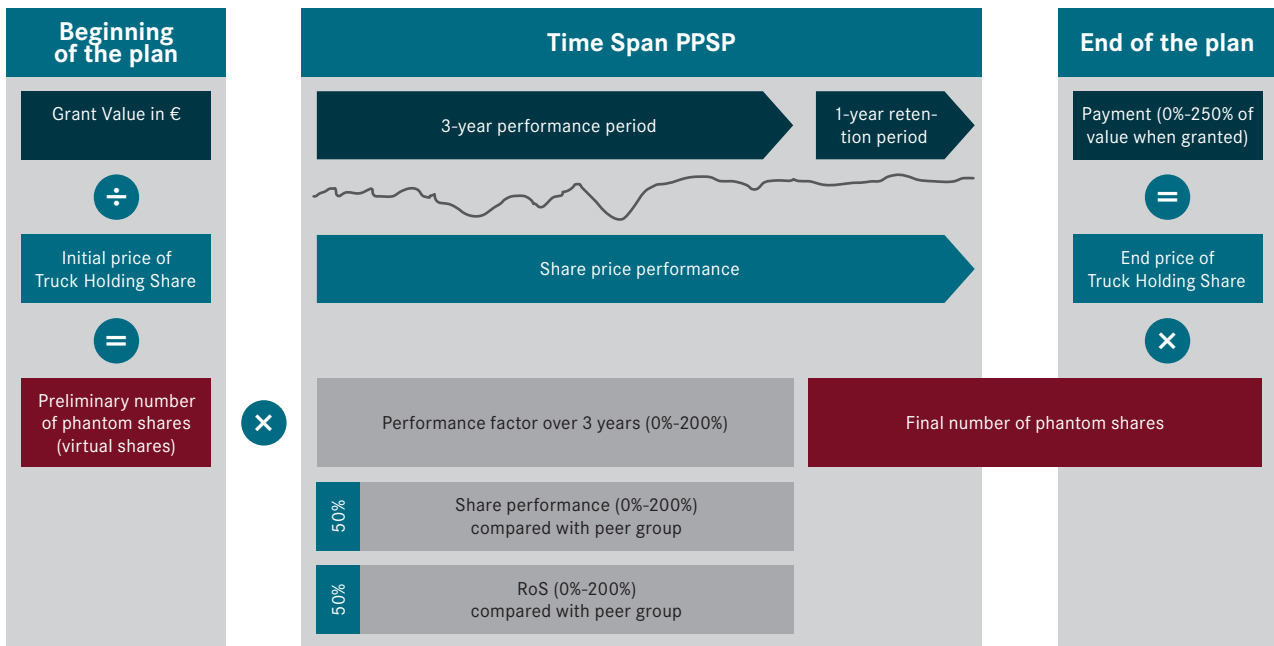 Beginning
of the plan
Time Span PPSP
End of the plan
Grant Value in €
3-year performance period
1-year reten-
tion period
Payment (0%-250% of
value when granted)
÷
=
Initial price of
Truck Holding Share
Share price performance
End price of
Truck Holding Share
=
×
Preliminary number
of phantom shares
(virtual shares)
×
Performance factor over 3 years (0%-200%)
Final number of phantom shares
50%
Share performance (0%-200%)
compared with peer group
50%
RoS (0%-200%)
compared with peer group